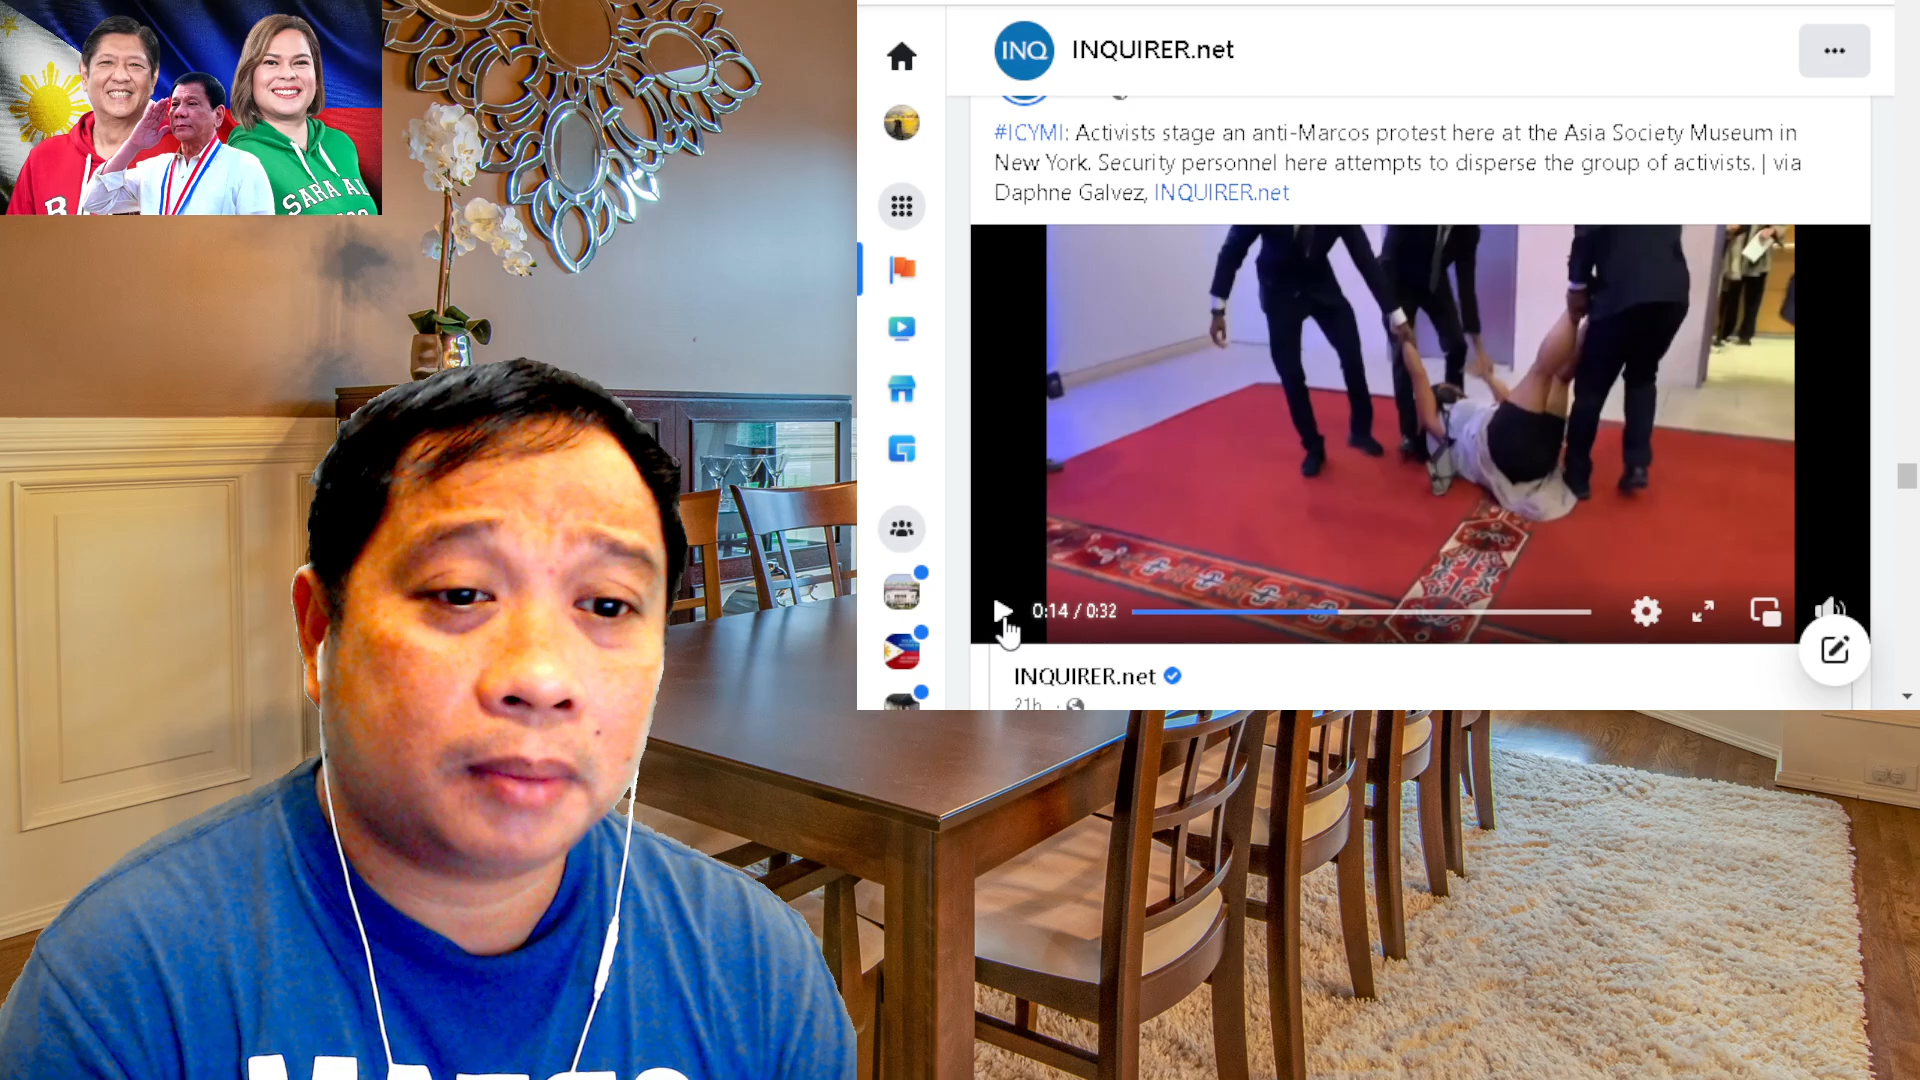 SARA AL
INQ
INQUIRER.net
#ICYMI: Activists stage an anti-Marcos protest here at the Asia Society Museum in
New York. Security personnel here attempts to disperse the group of activists. | via
Daphne Galvez, INQUIRER.net
0:14 / 0:32
INQUIRER.net
21h